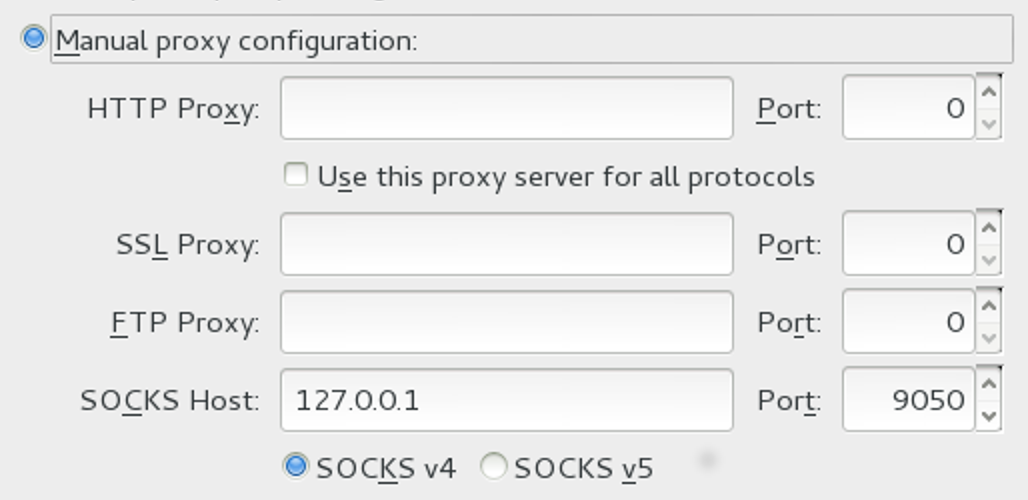 Manual proxy configuration:
HTTP Proxy: Port: 0
Use this proxy server for all protocols
SSL Proxy: Port: 0
FTP Proxy: Port: 0
SOCKS Host: 127.0.0.1 Port: 9050
SOCKS v4 SOCKS v5